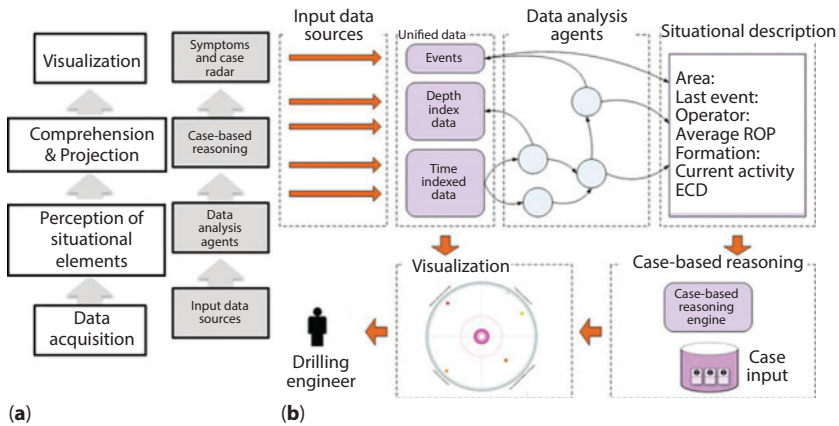 Visualization
Symptoms
and case
radar
Comprehension
& Projection
Case-based
reasoning
Perception of
situational
elements
Data
analysis
agents
Data
acquisition
Input data
sources
(a)
Input data
sources
Unified data
Events
Depth
index
data
Time
indexed
data
Data analysis
agents
Situational description
Area:
Last event:
Operator:
Average ROP
Formation:
Current activity
ECD
Visualization
Case-based reasoning
Case-based
reasoning
engine
Case
input
Drilling
engineer
(b)